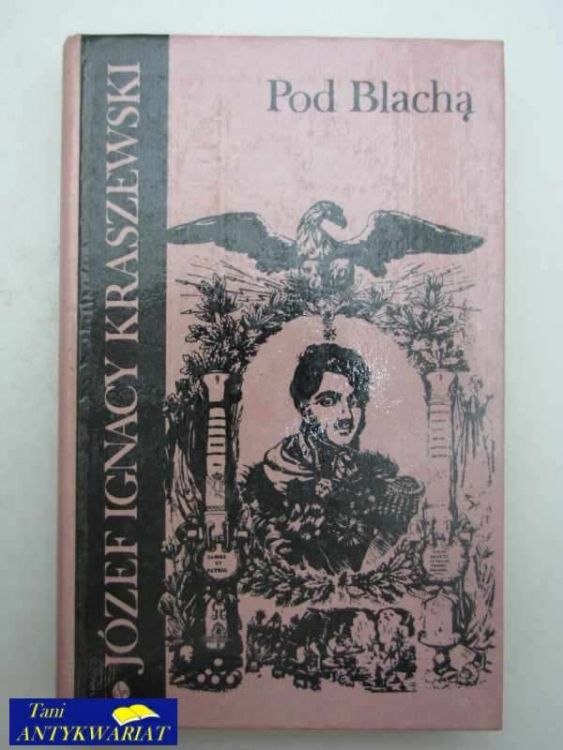 Pod Blachą
JÓZEF IGNACY KRASZEWSKI
Tani
ANTYKWARIAT